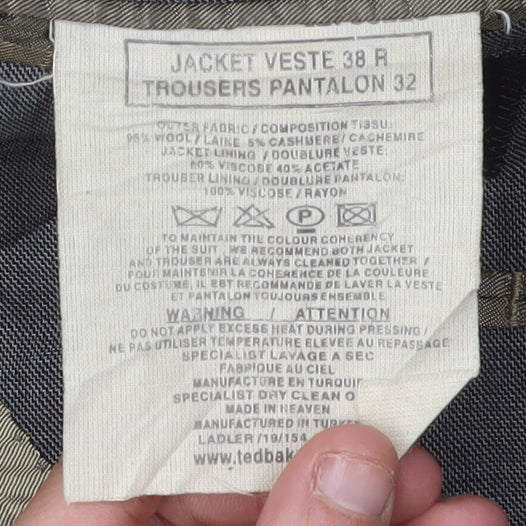 JACKET VESTE 38 R
TROUSERS PANTALON 32
OUTER FABRIC / COMPOSITION TISSU:
95% WOOL / LAINE 5% CASHMERE / CACHEMIRE
JACKET LINING / DOUBLURE VESTE:
60% VISCOSE 40% ACETATE
TROUSER LINING / DOUBLURE PANTALON:
100% VISCOSE / RAYON
P
TO MAINTAIN THE COLOUR COHERENCY
OF THE SUIT, WE RECOMMEND BOTH JACKET
AND TROUSER ARE ALWAYS CLEANED TOGETHER /
POUR MAINTENIR LA COHERENCE DE LA COULEURE
DU COSTUME, IL EST RECOMMANDE DE LAVER LA VESTE
ET PANTALON TOUJOURS ENSEMBLE
WARNING / ATTENTION
DO NOT APPLY EXCESS HEAT DURING PRESSING /
NE PAS UTILISER TEMPERATURE ELEVEE AU REPASSAGE
SPECIALIST LAVAGE A SEC
FABRIQUE AU CIEL
MANUFACTURE EN TURQUIE
SPECIALIST DRY CLEAN O
MADE IN HEAVEN
MANUFACTURED IN TURKEY
LADLER /19/154
www.tedbak